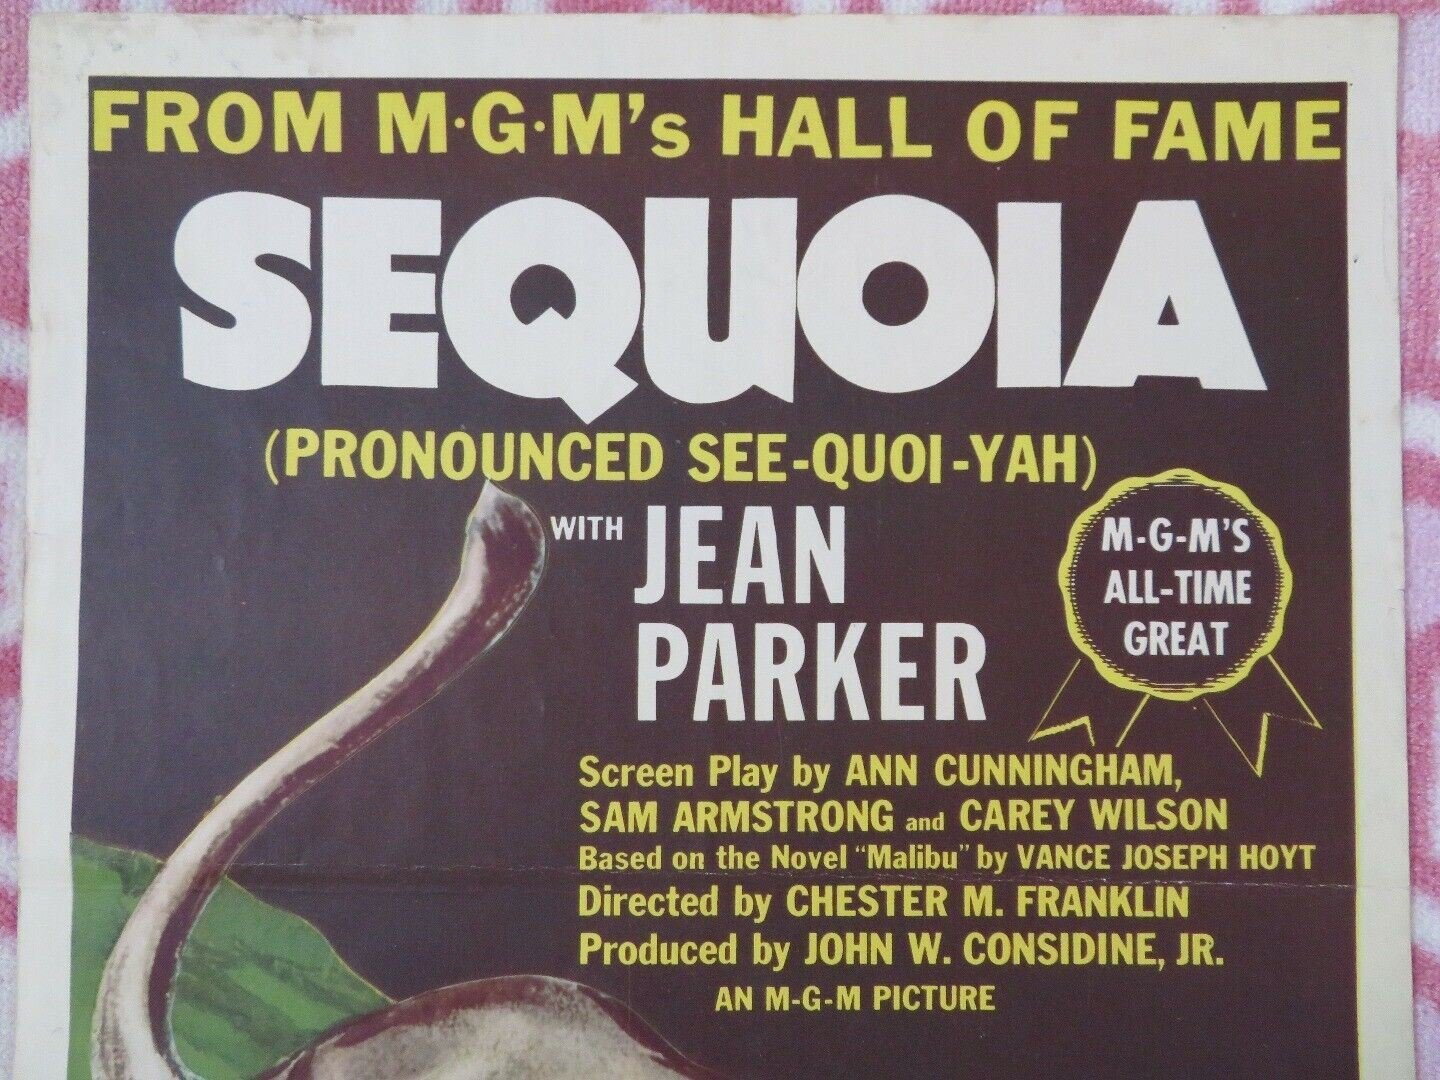 FROM M·G·M's HALL OF FAME
SEQUOIA
(PRONOUNCED SEE-QUOI-YAH)
WITH JEAN
PARKER
M-G-M'S
ALL-TIME
GREAT
Screen Play by ANN CUNNINGHAM,
SAM ARMSTRONG and CAREY WILSON
Based on the Novel "Malibu" by VANCE JOSEPH HOYT
Directed by CHESTER M. FRANKLIN
Produced by JOHN W. CONSIDINE, JR.
AN M-G-M PICTURE